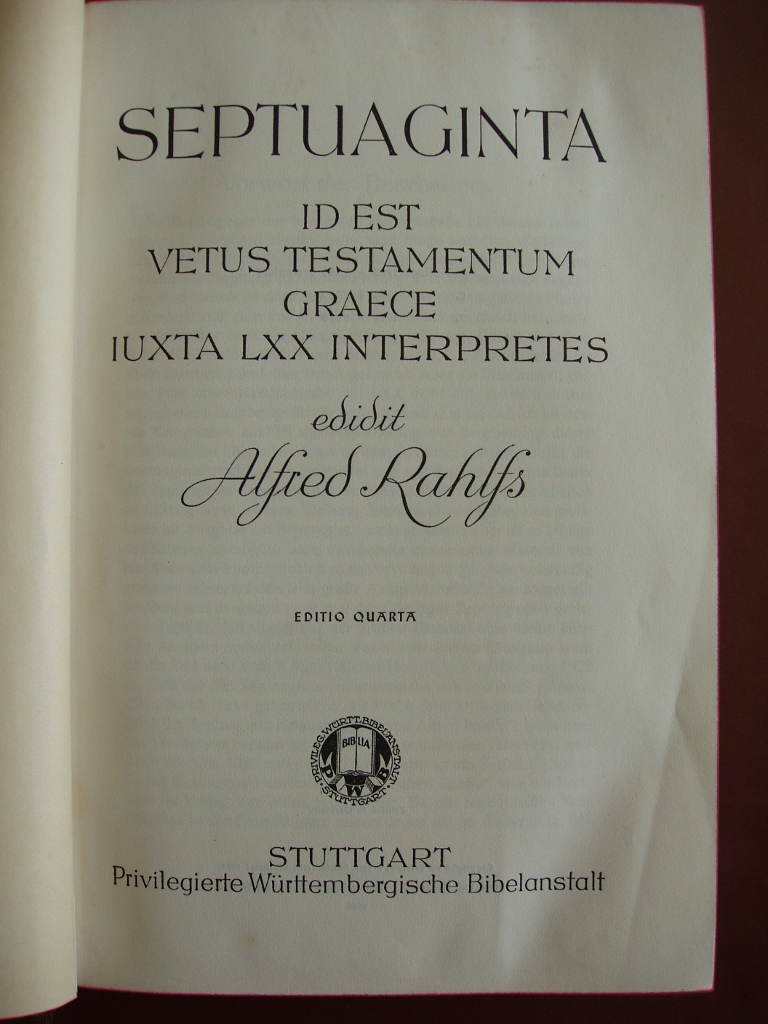 SEPTUAGINTA
ID EST
VETUS TESTAMENTUM
GRAECE
IUXTA LXX INTERPRETES
edidit
Alfred Rahlfs
EDITIO QUARTA
PRIVILEG. WÜRTT. BIBELANSTALT
BIBLIA
P W B
STUTTGART
STUTTGART
Privilegierte Württembergische Bibelanstalt